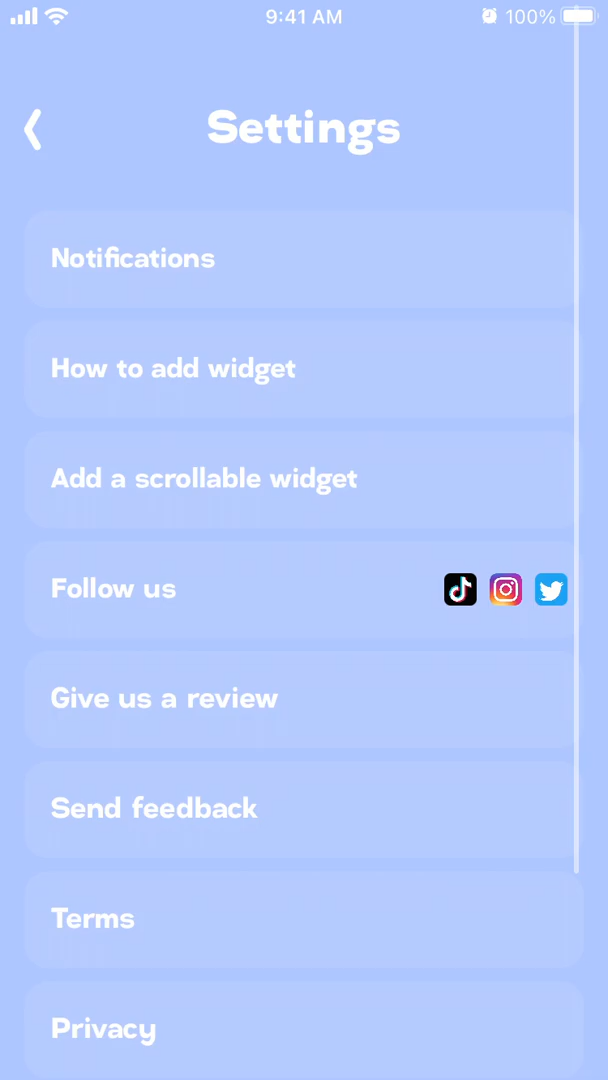 9:41 AM 100%
Settings
Notifications
How to add widget
Add a scrollable widget
Follow us
Give us a review
Send feedback
Terms
Privacy